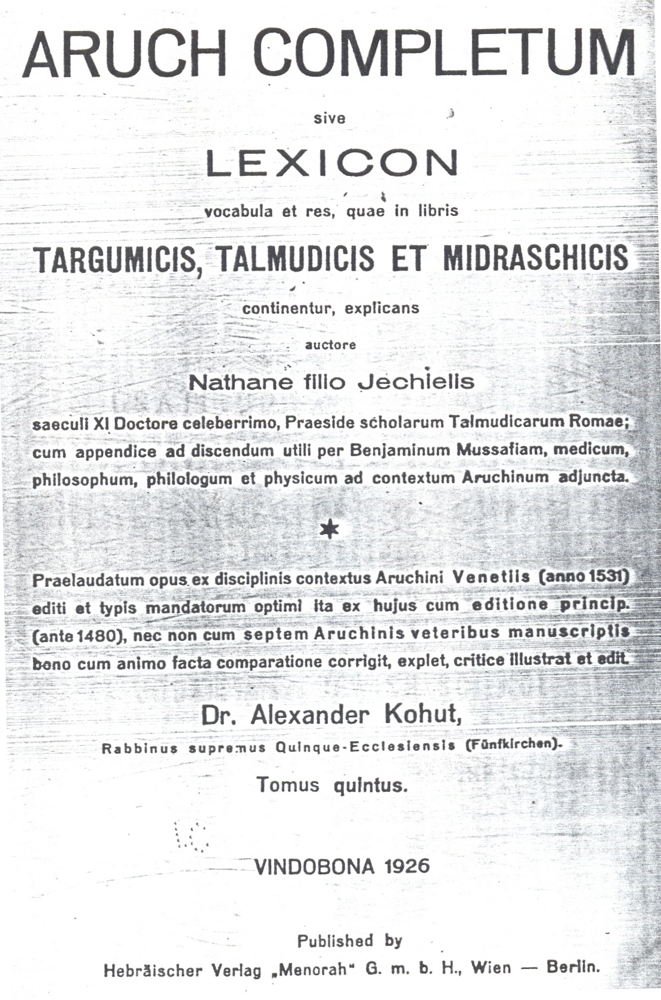 ARUCH COMPLETUM
sive
LEXICON
vocabula et res, quae in libris
TARGUMICIS, TALMUDICIS ET MIDRASCHICIS
continentur, explicans
auctore
Nathane filio Jechielis
saeculi XI Doctore celeberrimo, Praeside scholarum Talmudicarum Romae;
cum appendice ad discendum utili per Benjaminum Mussafiam, medicum,
philosophum, philologum et physicum ad contextum Aruchinum adjuncta.
*
Praelaudatum opus ex disciplinis contextus Aruchini Venetiis (anno 1531)
editi et typis mandatorum optimi ita ex hujus cum editione princip.
(ante 1480), nec non cum septem Aruchinis veteribus manuscriptis
bono cum animo facta comparatione corrigit, explet, critice illustrat et edit.
Dr. Alexander Kohut,
Rabbinus supremus Quinque-Ecclesiensis (Fünfkirchen).
Tomus quintus.
VINDOBONA 1926
Published by
Hebräischer Verlag „Menorah“ G. m. b. H., Wien — Berlin.